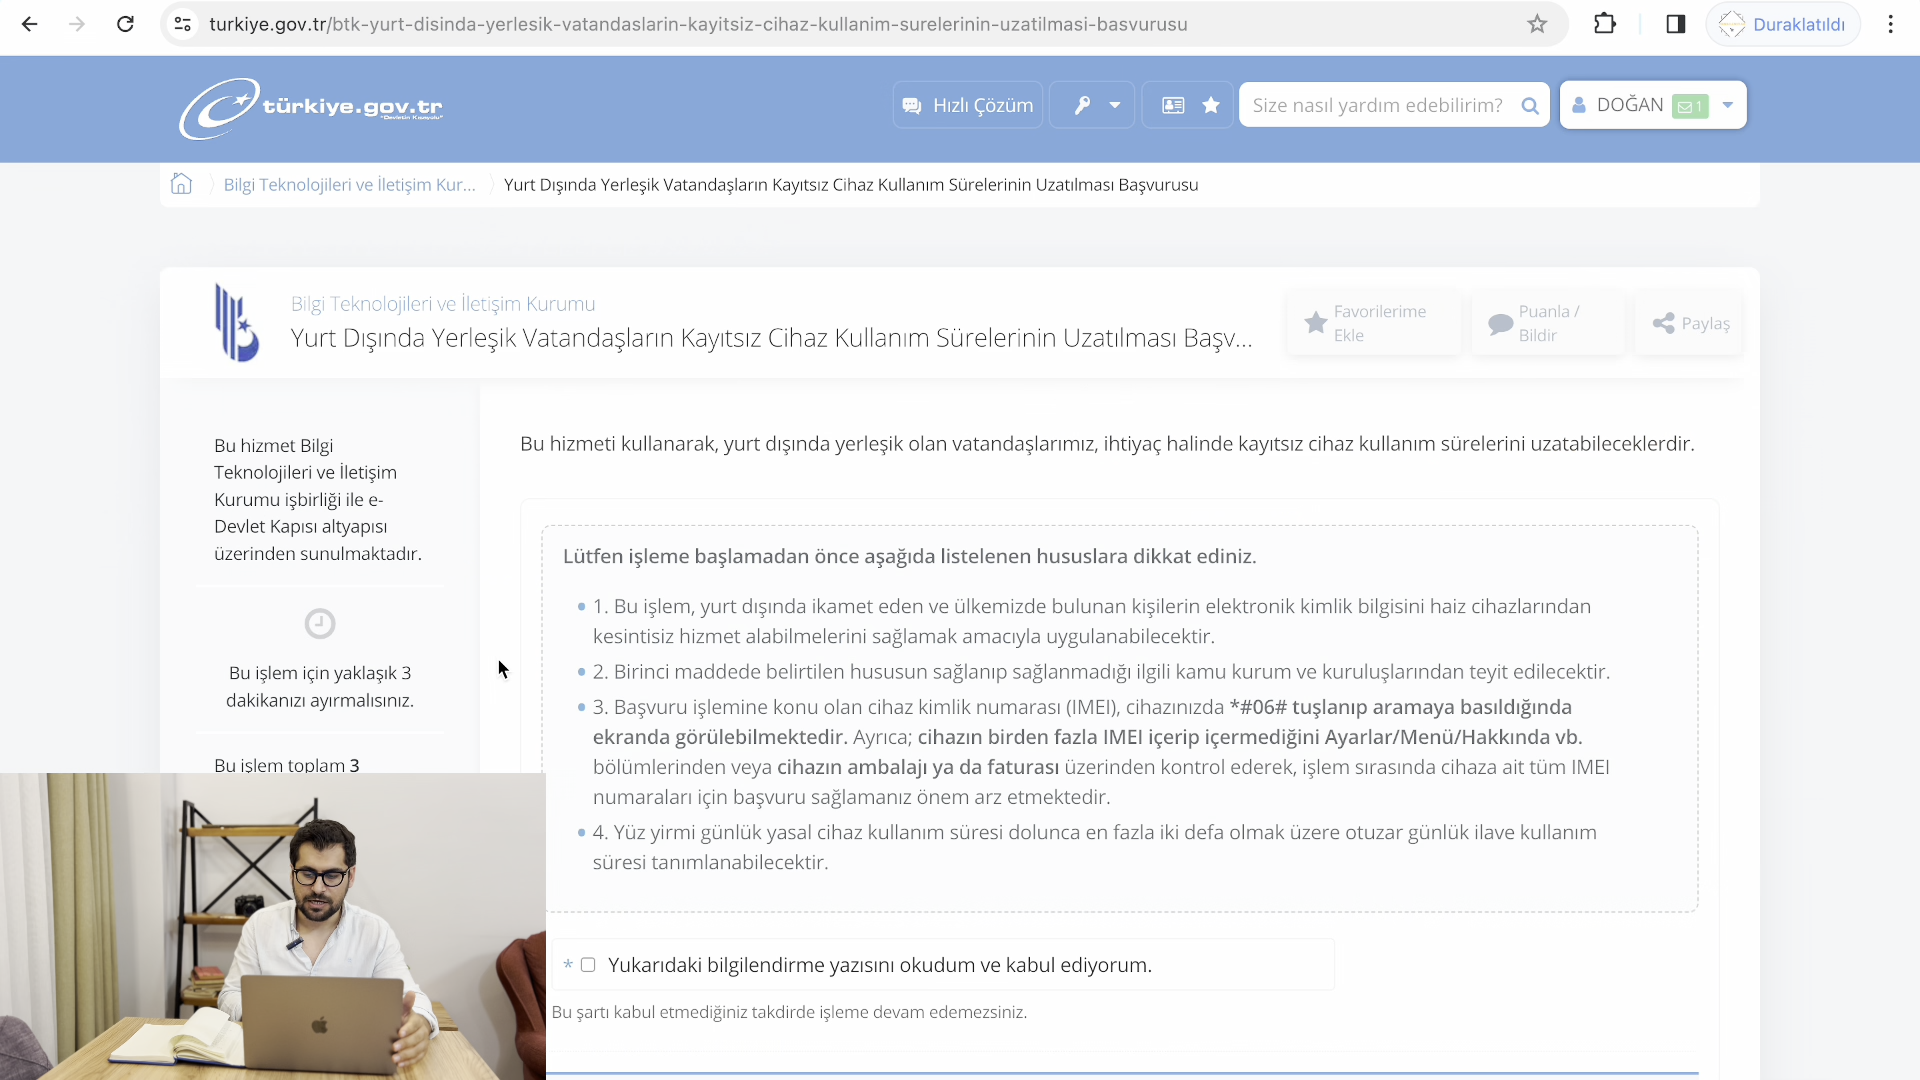 turkiye.gov.tr/btk-yurt-disinda-yerlesik-vatandaslarin-kayitsiz-cihaz-kullanim-surelerinin-uzatilmasi-basvurusu
Duraklatıldı
türkiye.gov.tr
"Devletin Kısayolu"
Hızlı Çözüm
Size nasıl yardım edebilirim?
DOĞAN
1
Bilgi Teknolojileri ve İletişim Kur...
Yurt Dışında Yerleşik Vatandaşların Kayıtsız Cihaz Kullanım Sürelerinin Uzatılması Başvurusu
Bilgi Teknolojileri ve İletişim Kurumu
Yurt Dışında Yerleşik Vatandaşların Kayıtsız Cihaz Kullanım Sürelerinin Uzatılması Başv...
Favorilerime
Ekle
Puanla /
Bildir
Paylaş
Bu hizmet Bilgi
Teknolojileri ve İletişim
Kurumu işbirliği ile e-
Devlet Kapısı altyapısı
üzerinden sunulmaktadır.
Bu işlem için yaklaşık 3
dakikanızı ayırmalısınız.
Bu işlem toplam 3
Bu hizmeti kullanarak, yurt dışında yerleşik olan vatandaşlarımız, ihtiyaç halinde kayıtsız cihaz kullanım sürelerini uzatabileceklerdir.
Lütfen işleme başlamadan önce aşağıda listelenen hususlara dikkat ediniz.
1. Bu işlem, yurt dışında ikamet eden ve ülkemizde bulunan kişilerin elektronik kimlik bilgisini haiz cihazlarından
kesintisiz hizmet alabilmelerini sağlamak amacıyla uygulanabilecektir.
2. Birinci maddede belirtilen hususun sağlanıp sağlanmadığı ilgili kamu kurum ve kuruluşlarından teyit edilecektir.
3. Başvuru işlemine konu olan cihaz kimlik numarası (IMEI), cihazınızda *#06# tuşlanıp aramaya basıldığında
ekranda görülebilmektedir. Ayrıca; cihazın birden fazla IMEI içerip içermediğini Ayarlar/Menü/Hakkında vb.
bölümlerinden veya cihazın ambalajı ya da faturası üzerinden kontrol ederek, işlem sırasında cihaza ait tüm IMEI
numaraları için başvuru sağlamanız önem arz etmektedir.
4. Yüz yirmi günlük yasal cihaz kullanım süresi dolunca en fazla iki defa olmak üzere otuzar günlük ilave kullanım
süresi tanımlanabilecektir.
* Yukarıdaki bilgilendirme yazısını okudum ve kabul ediyorum.
Bu şartı kabul etmediğiniz takdirde işleme devam edemezsiniz.